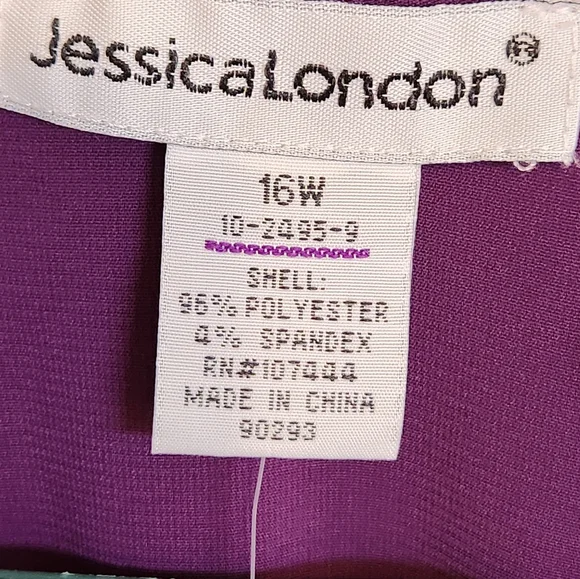 JessicaLondon®
16W
10-2495-9
SHELL:
96% POLYESTER
4% SPANDEX
RN#107444
MADE IN CHINA
90293